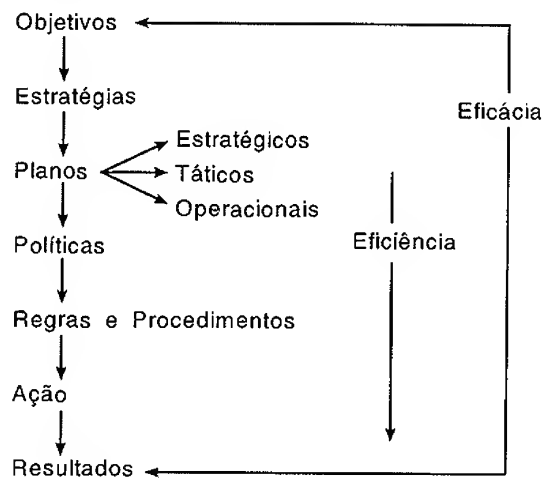 Objetivos
Estratégias
Eficácia
Estratégicos
Planos
Táticos
Operacionais
Políticas
Eficiência
Regras e Procedimentos
Ação
Resultados